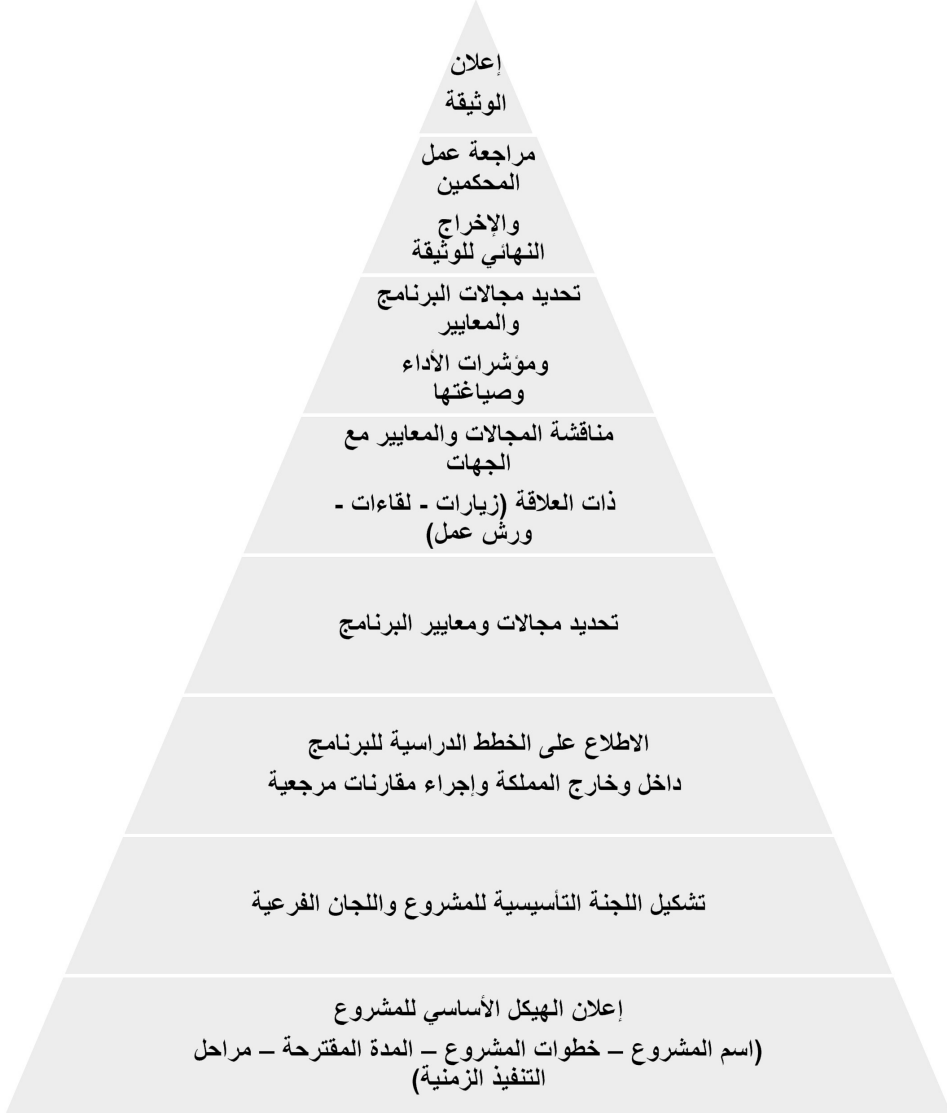 إعلان
الوثيقة
مراجعة عمل
المحكمين
والإخراج
النهائي للوثيقة
تحديد مجالات البرنامج
والمعايير
ومؤشرات الأداء
وصياغتها
مناقشة المجالات والمعايير مع
الجهات
ذات العلاقة (زيارات - لقاءات -
ورش عمل)
تحديد مجالات ومعايير البرنامج
الاطلاع على الخطط الدراسية للبرنامج
داخل وخارج المملكة وإجراء مقارنات مرجعية
تشكيل اللجنة التأسيسية للمشروع واللجان الفرعية
إعلان الهيكل الأساسي للمشروع
(اسم المشروع – خطوات المشروع – المدة المقترحة – مراحل
التنفيذ الزمنية)